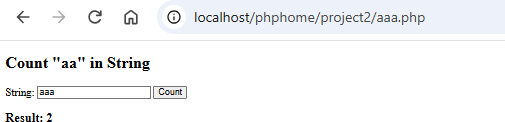 localhost/phphome/project2/aaa.php
Count "aa" in String
String: aaa Count
Result: 2